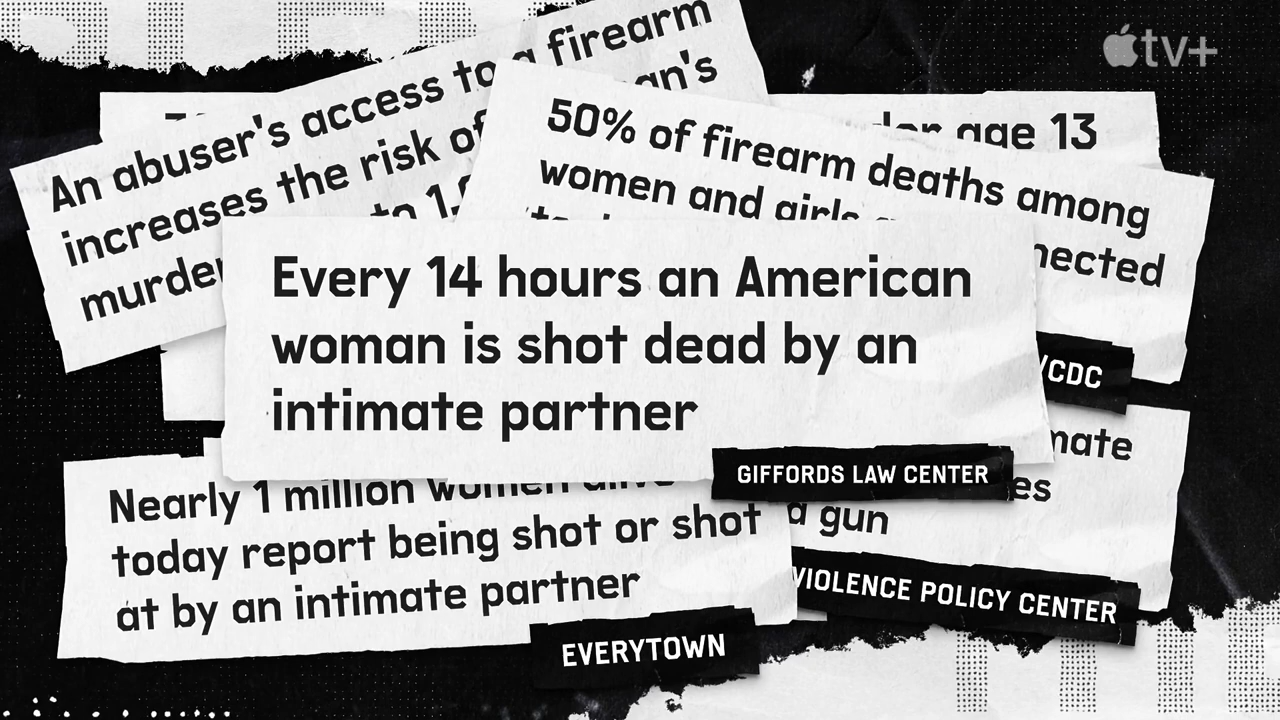 tv+
An abuser's access to a firearm
increases the risk of
murder
to
age 13
50% of firearm deaths among
women and girls
nected
Every 14 hours an American
woman is shot dead by an
intimate partner
GIFFORDS LAW CENTER
/CDC
mate
es
a gun
VIOLENCE POLICY CENTER
Nearly 1 million women alive
today report being shot or shot
at by an intimate partner
EVERYTOWN